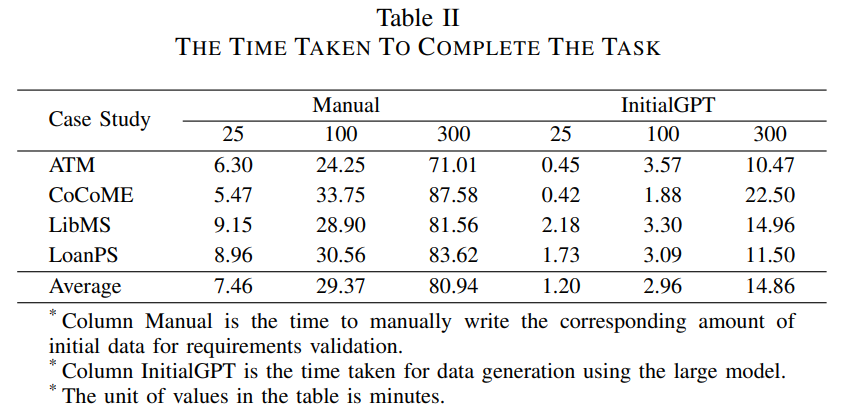 Table II
THE TIME TAKEN TO COMPLETE THE TASK
Case Study Manual InitialGPT
25 100 300 25 100 300
ATM 6.30 24.25 71.01 0.45 3.57 10.47
CoCoME 5.47 33.75 87.58 0.42 1.88 22.50
LibMS 9.15 28.90 81.56 2.18 3.30 14.96
LoanPS 8.96 30.56 83.62 1.73 3.09 11.50
Average 7.46 29.37 80.94 1.20 2.96 14.86
* Column Manual is the time to manually write the corresponding amount of
initial data for requirements validation.
* Column InitialGPT is the time taken for data generation using the large model.
* The unit of values in the table is minutes.